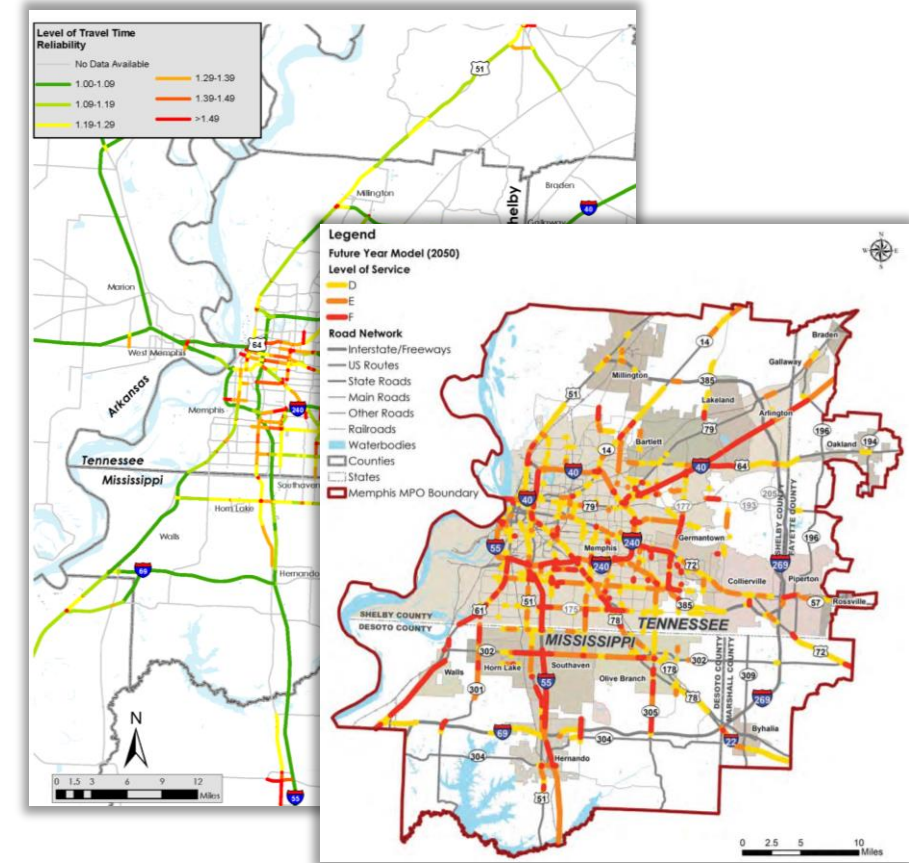 Level of Travel Time
Reliability
No Data Available
1.00-1.09
1.09-1.19
1.19-1.29
1.29-1.39
1.39-1.49
>1.49
51
Millington
Shelby
Braden
40
Marion
64
West Memphis
Arkansas
Memphis
240
Tennessee
Mississippi
Southaven
Horn Lake
Walls
69
Hernando
N
0 1.5 3 6 9 12
Miles
55
Legend
Future Year Model (2050)
Level of Service
D
E
F
Road Network
Interstate/Freeways
US Routes
State Roads
Main Roads
Other Roads
Railroads
Waterbodies
Counties
States
Memphis MPO Boundary
N
W E
S
14
Braden
Gallaway
Millington
385
51
Lakeland
Arlington
79
196
Oakland
194
Bartlett
14
40
40
64
40
79
177
193
205
SHELBY COUNTY
FAYETTE COUNTY
196
55
Memphis
240
Germantown
240
72
269
Collierville
Piperton
57
Rossville
61
51
175
385
78
SHELBY COUNTY
DESOTO COUNTY
TENNESSEE
MISSISSIPPI
72
302
Walls
Horn Lake
Southaven
178
302
309
Olive Branch
55
301
78
DESOTO COUNTY
MARSHALL COUNTY
269
305
69
304
22
Byhalia
304
Hernando
51
0 2.5 5 10
Miles